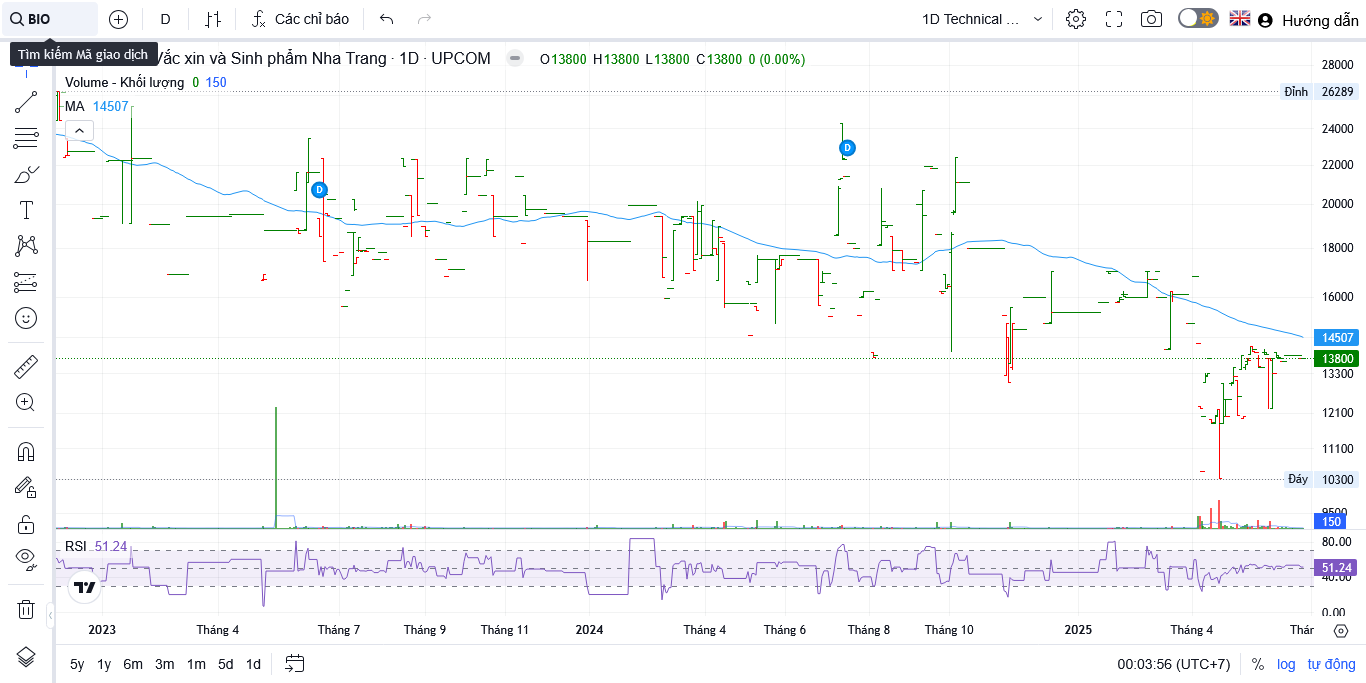 BIO D Các chỉ báo 1D Technical ... Hướng dẫn
Tìm kiếm Mã giao dịch
Vắc xin và Sinh phẩm Nha Trang · 1D · UPCOM O13800 H13800 L13800 C13800 0 (0.00%)
Volume - Khối lượng 0 150
MA 14507
28000
Đỉnh 26289
24000
22000
20000
18000
16000
14507
13800
13300
12100
11100
Đáy 10300
9500
150
D
D
RSI 51.24
80.00
51.24
40.00
0.00
2023 Tháng 4 Tháng 7 Tháng 9 Tháng 11 2024 Tháng 4 Tháng 6 Tháng 8 Tháng 10 2025 Tháng 4 Thár
5y 1y 6m 3m 1m 5d 1d 00:03:56 (UTC+7) % log tự động